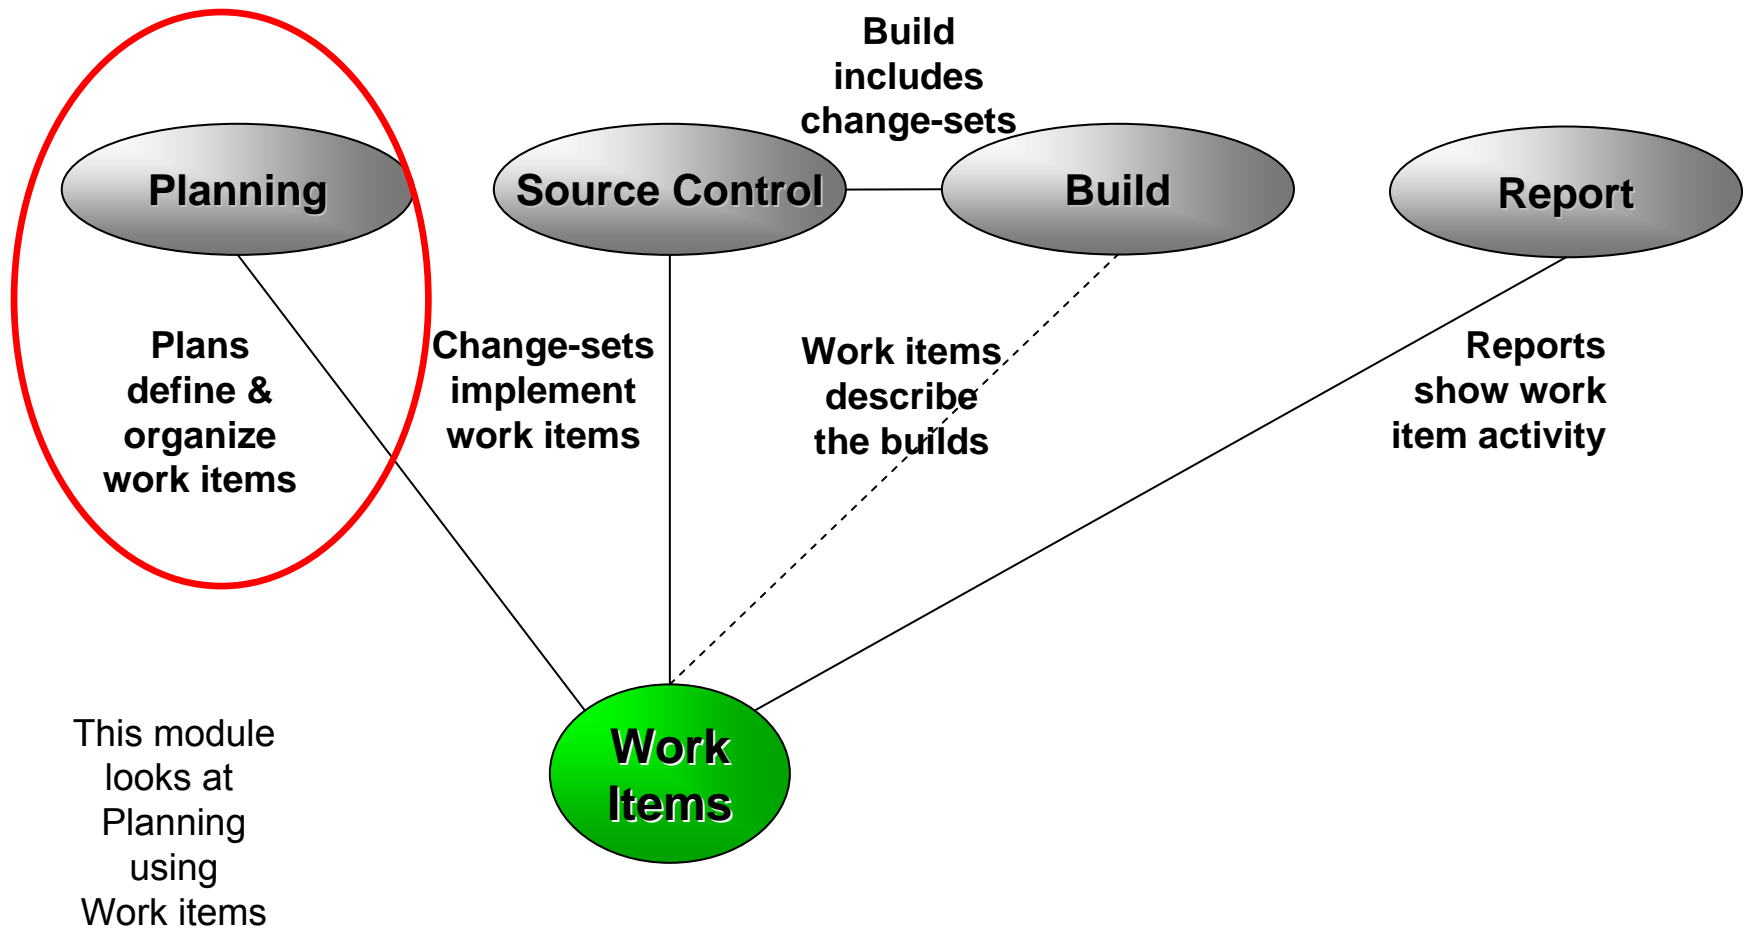 Build
includes
change-sets
Planning
Source Control
Build
Report
Plans
define &
organize
work items
Change-sets
implement
work items
Work items
describe
the builds
Reports
show work
item activity
Work
Items
This module
looks at
Planning
using
Work items